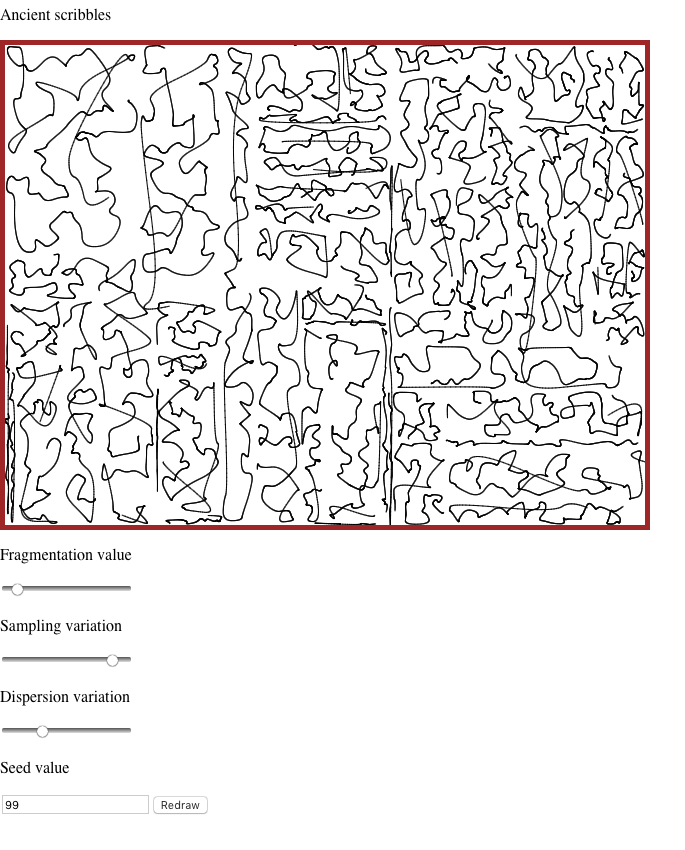 Ancient scribbles
Fragmentation value
Sampling variation
Dispersion variation
Seed value
99 Redraw